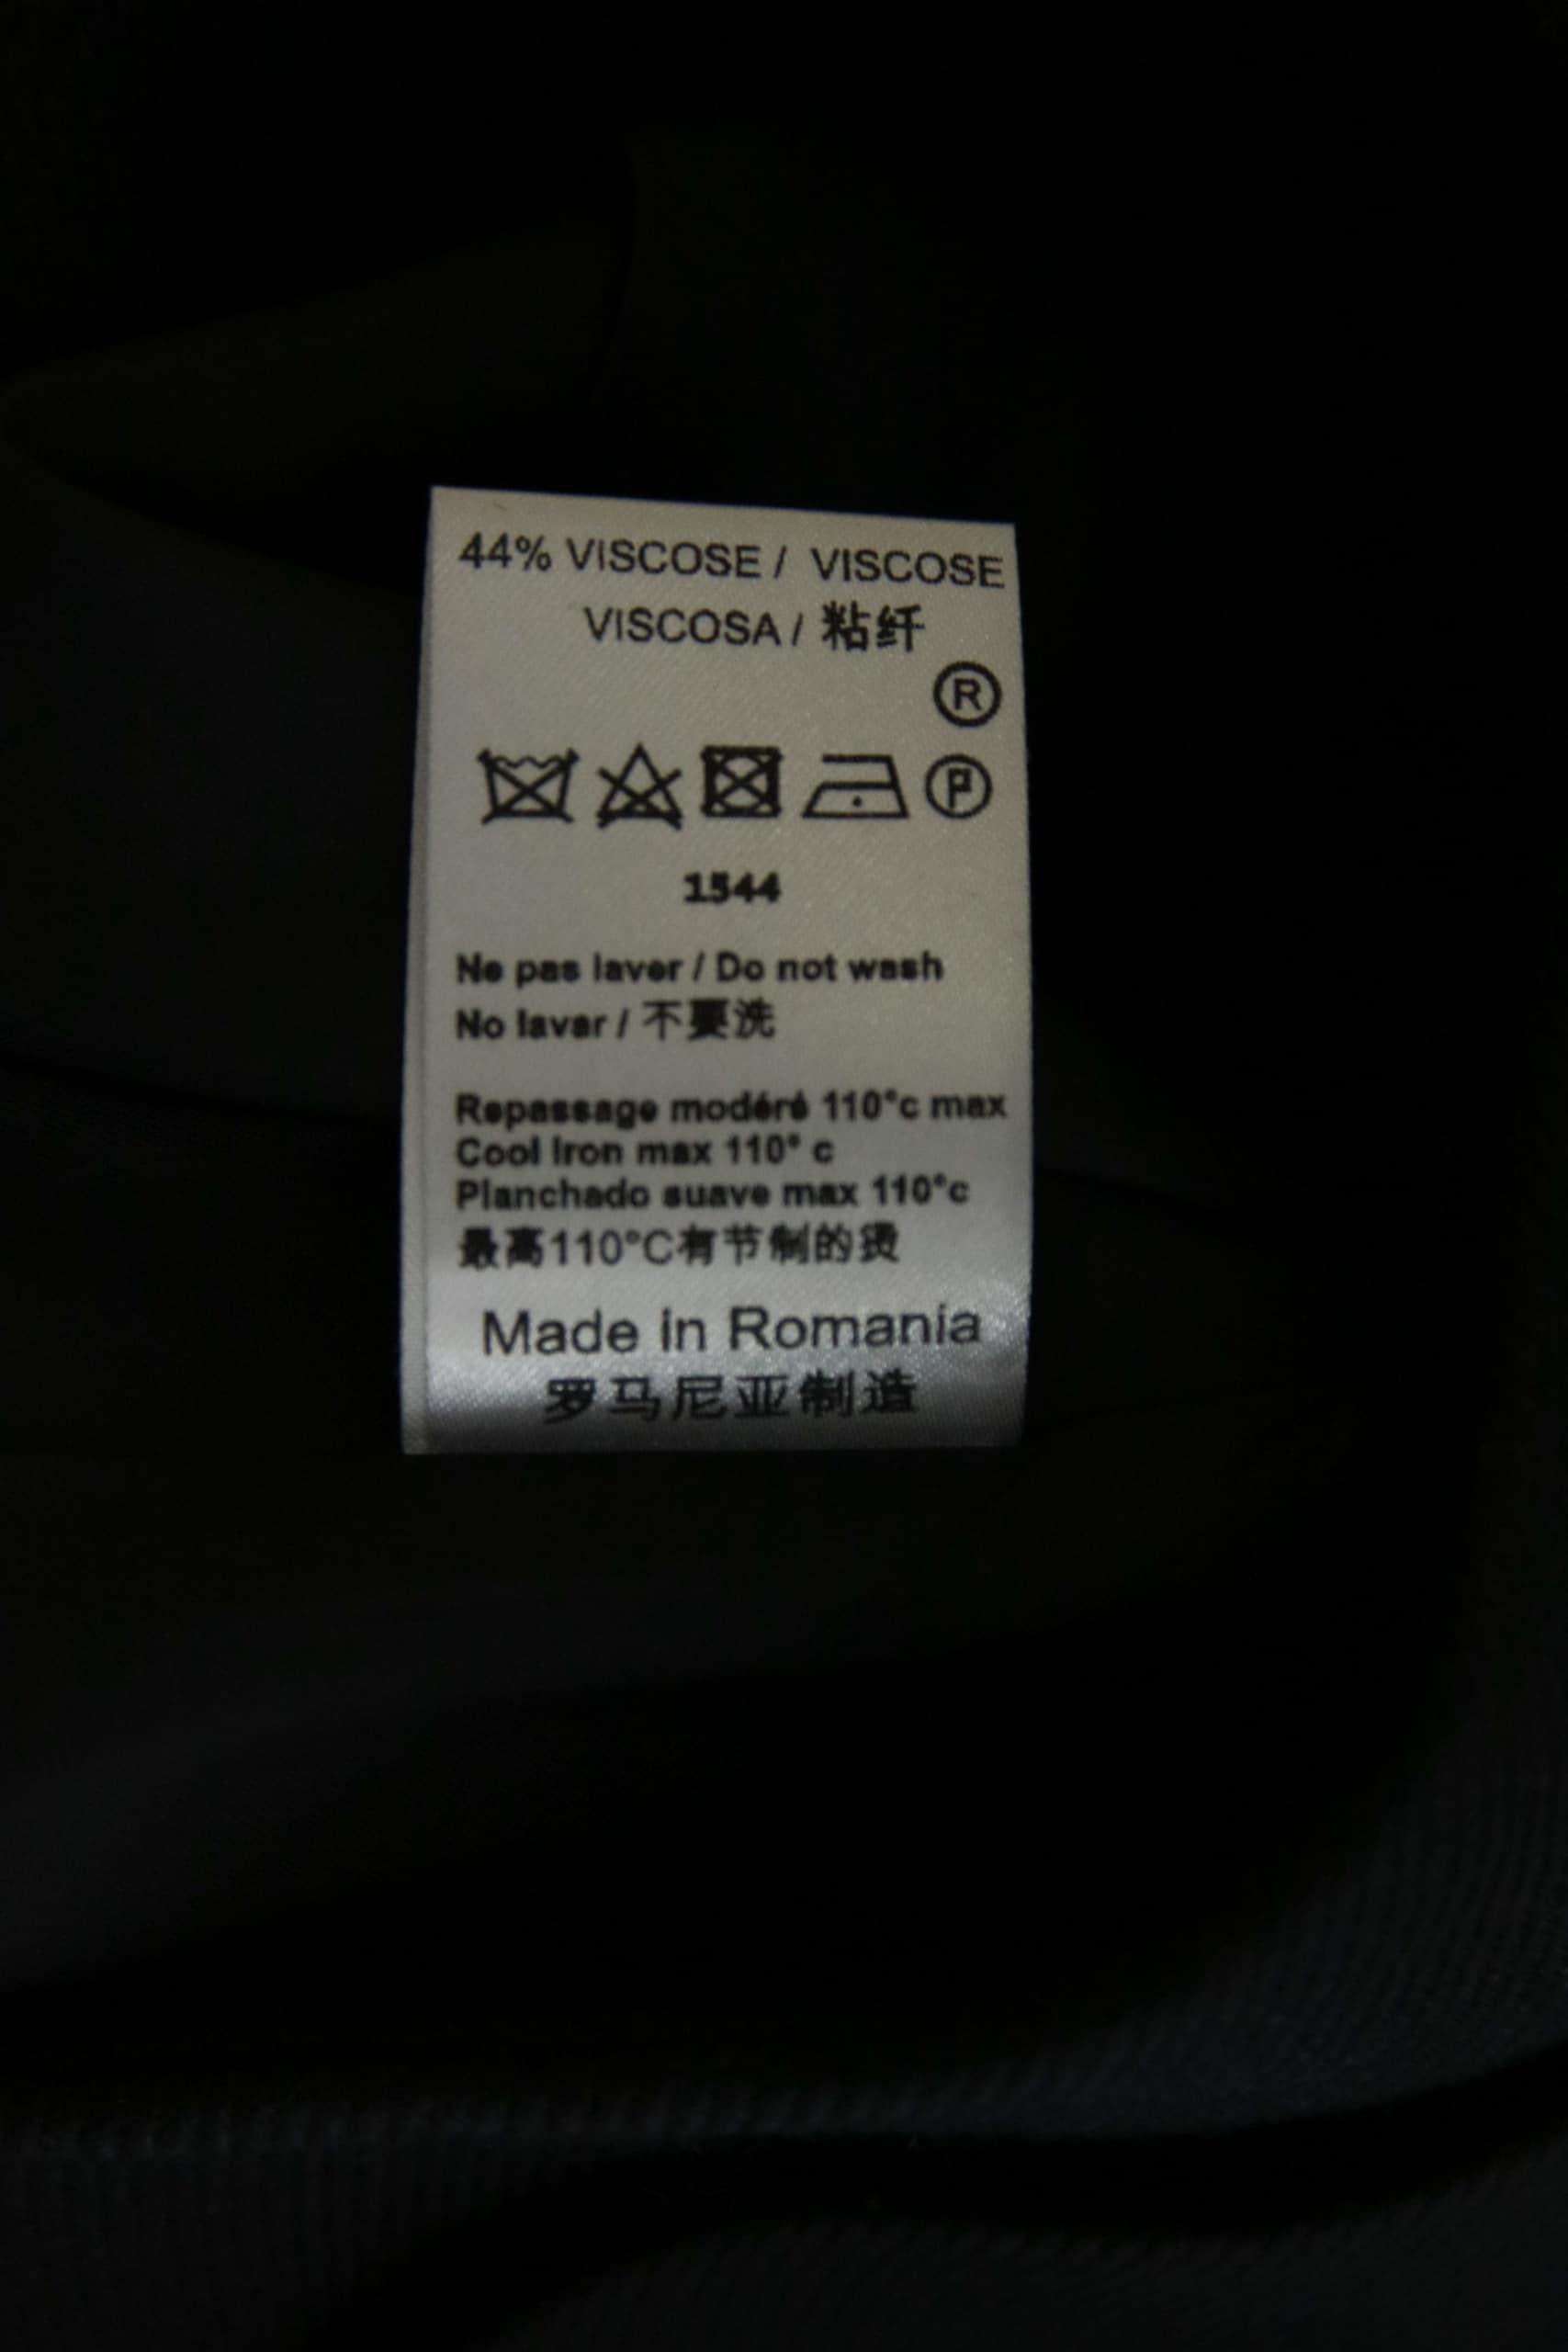 44% VISCOSE / VISCOSE
VISCOSA / 粘纤
®
P
1544
Ne pas laver / Do not wash
No lavar / 不要洗
Repassage modéré 110°c max
Cool iron max 110° c
Planchado suave max 110°c
最高110°C有节制的烫
Made in Romania
罗马尼亚制造